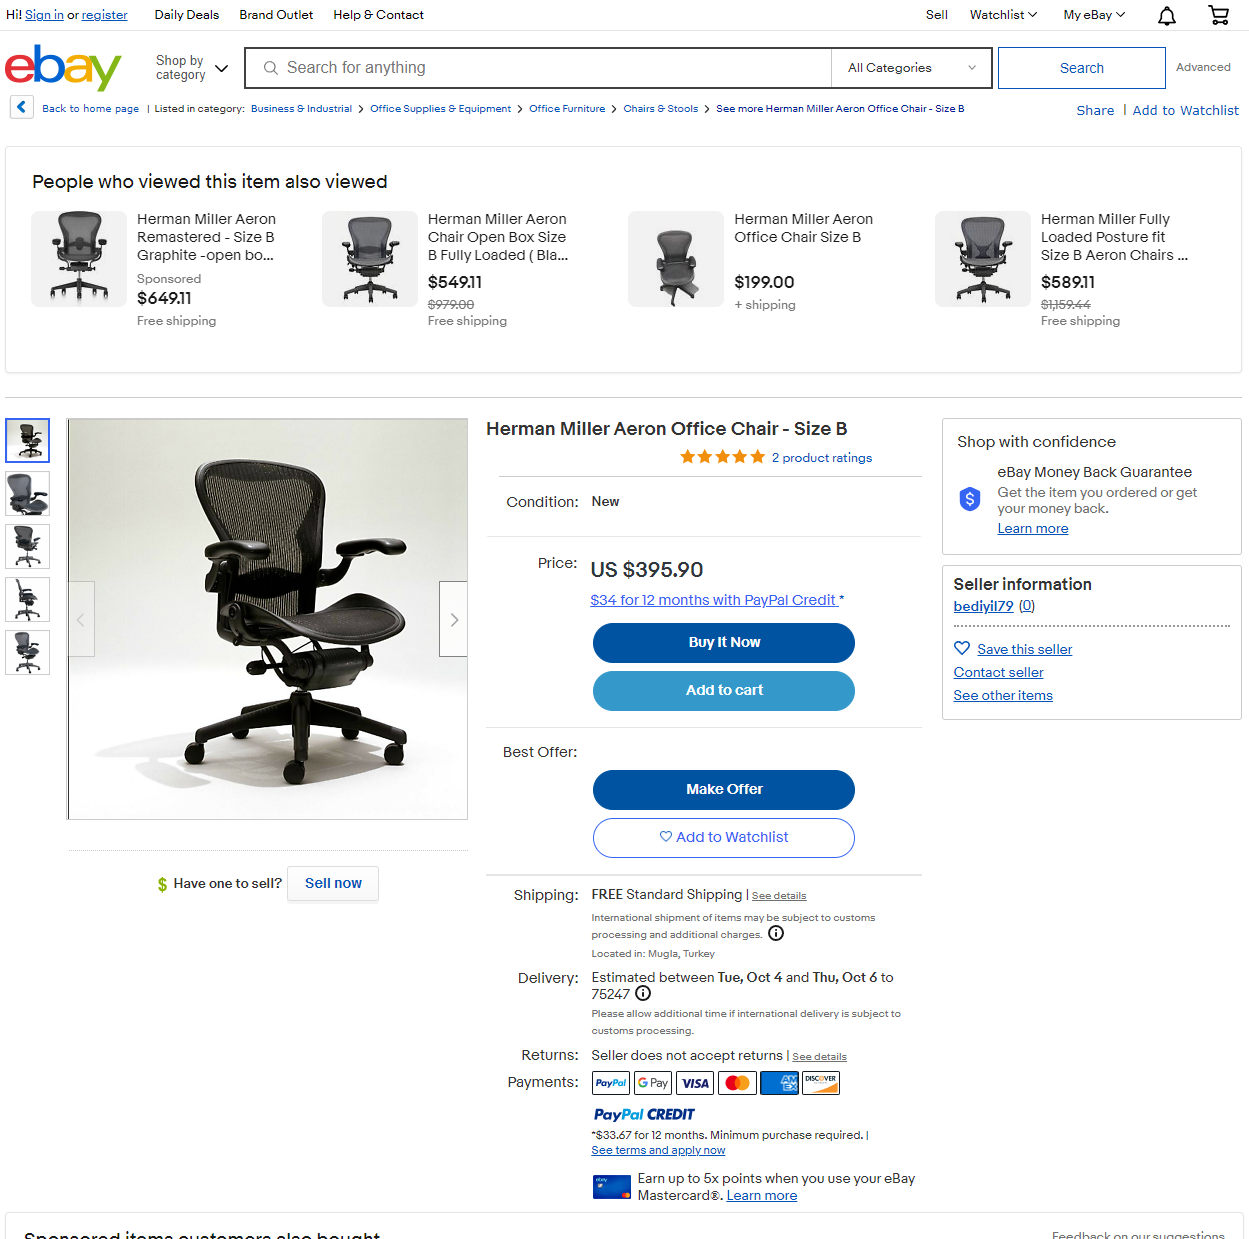 Hi! Sign in or register Daily Deals Brand Outlet Help & Contact Sell Watchlist My eBay
ebay Shop by category Search for anything All Categories Search Advanced
Back to home page | Listed in category: Business & Industrial > Office Supplies & Equipment > Office Furniture > Chairs & Stools > See more Herman Miller Aeron Office Chair - Size B
Share | Add to Watchlist
People who viewed this item also viewed
Herman Miller Aeron
Remastered - Size B
Graphite -open bo...
Sponsored
$649.11
Free shipping
Herman Miller Aeron
Chair Open Box Size
B Fully Loaded ( Bla...
$549.11
$979.00
Free shipping
Herman Miller Aeron
Office Chair Size B
$199.00
+ shipping
Herman Miller Fully
Loaded Posture fit
Size B Aeron Chairs ...
$589.11
$1,159.44
Free shipping
Herman Miller Aeron Office Chair - Size B
2 product ratings
Condition: New
Price: US $395.90
$34 for 12 months with PayPal Credit *
Buy It Now
Add to cart
Best Offer:
Make Offer
Add to Watchlist
Have one to sell? Sell now
Shipping: FREE Standard Shipping | See details
International shipment of items may be subject to customs
processing and additional charges.
Located in: Mugla, Turkey
Delivery: Estimated between Tue, Oct 4 and Thu, Oct 6 to
75247
Please allow additional time if international delivery is subject to
customs processing.
Returns: Seller does not accept returns | See details
Payments: PayPal G Pay VISA AMEX DISCOVER
PayPal CREDIT
*$33.67 for 12 months. Minimum purchase required. |
See terms and apply now
ebay Earn up to 5x points when you use your eBay
Mastercard®. Learn more
Shop with confidence
eBay Money Back Guarantee
Get the item you ordered or get
your money back.
Learn more
Seller information
bediyil79 (0)
Save this seller
Contact seller
See other items
Sponsored items customers also bought
Feedback on our suggestions